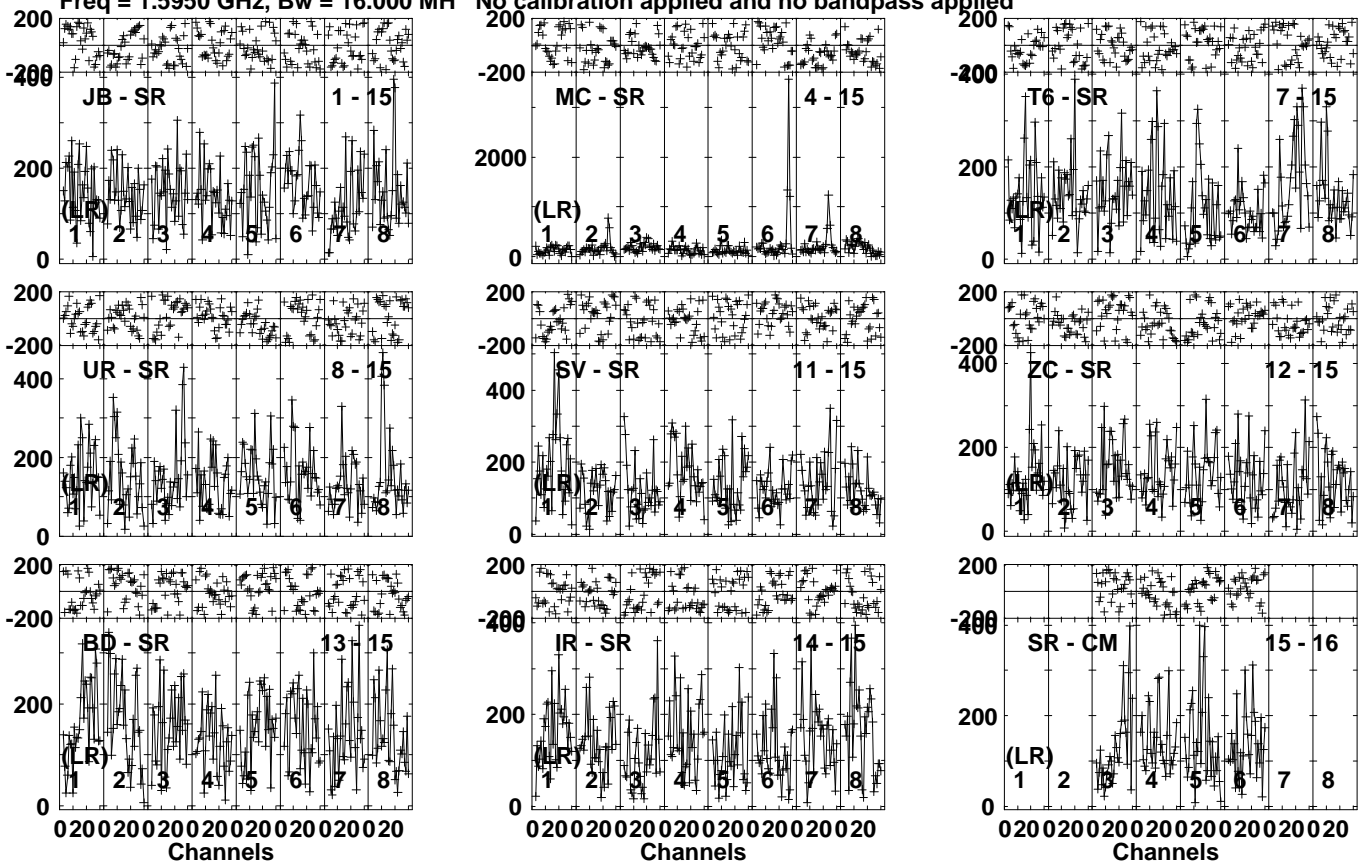 Freq = 1.5950 GHz, Bw = 16.000 MH No calibration applied and no bandpass applied
200 200 200
-200 -200 -200
400 400
JB - SR 1 - 15 MC - SR 4 - 15 T6 - SR 7 - 15
200 2000 200
(LR) (LR) (LR)
1 2 3 4 5 6 7 8 1 2 3 4 5 6 7 8 1 2 3 4 5 6 7 8
0 0 0
200 200 200
-200 -200 -200
UR - SR 8 - 15 SV - SR 11 - 15 ZC - SR 12 - 15
400 400 400
200 200 200
(LR) (LR) (LR)
1 2 3 4 5 6 7 8 1 2 3 4 5 6 7 8 1 2 3 4 5 6 7 8
0 0 0
200 200 200
-200 -200 -200
400 400
BD - SR 13 - 15 IR - SR 14 - 15 SR - CM 15 - 16
200 200 200
(LR) (LR) (LR)
1 2 3 4 5 6 7 8 1 2 3 4 5 6 7 8 1 2 3 4 5 6 7 8
0 0 0
0 20 0 20 0 20 0 20 0 20 0 20 0 20 0 20 0 20 0 20 0 20 0 20 0 20 0 20 0 20 0 20 0 20 0 20 0 20 0 20 0 20 0 20 0 20 0 20
Channels Channels Channels